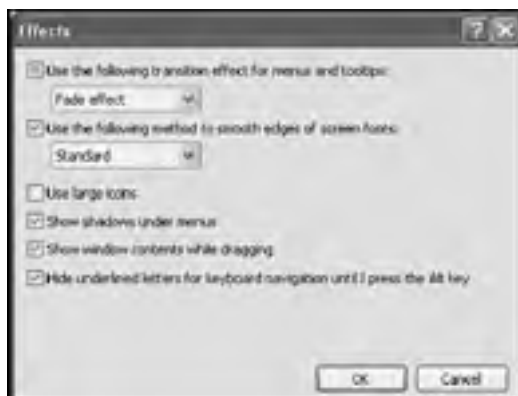 Effects
Use the following transition effect for menus and tooltips:
Fade effect
Use the following method to smooth edges of screen fonts:
Standard
Use large icons
Show shadows under menus
Show window contents while dragging
Hide underlined letters for keyboard navigation until I press the Alt key
OK Cancel